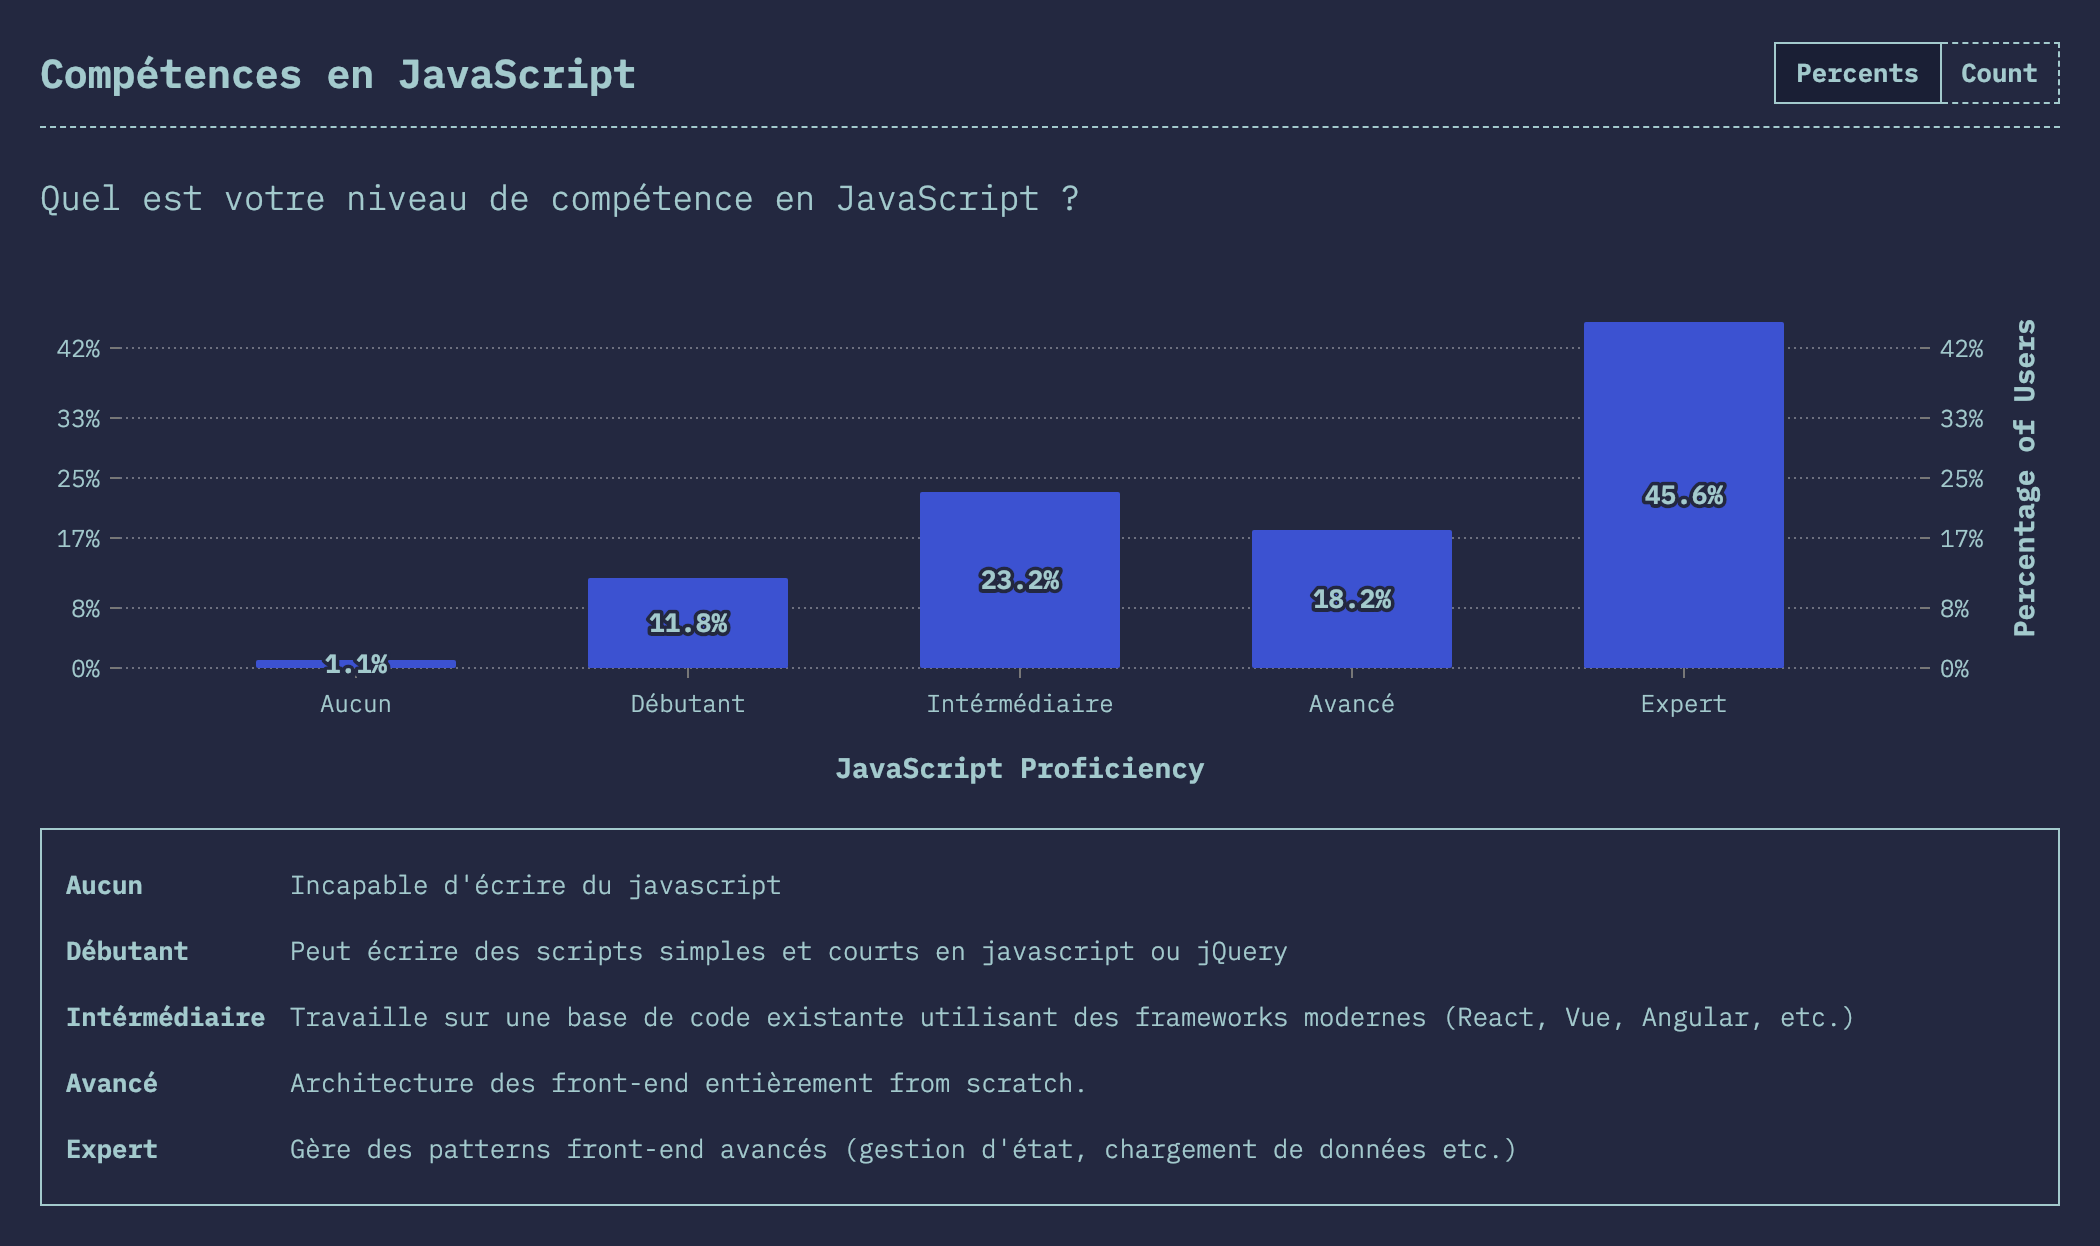 Compétences en JavaScript
Percents Count
Quel est votre niveau de compétence en JavaScript ?
42% 42%
33% 33%
25% 25%
17% 17%
8% 8%
0% 0%
Percentage of Users
1.1% 11.8% 23.2% 18.2% 45.6%
Aucun Débutant Intérmédiaire Avancé Expert
JavaScript Proficiency
Aucun Incapable d'écrire du javascript
Débutant Peut écrire des scripts simples et courts en javascript ou jQuery
Intérmédiaire Travaille sur une base de code existante utilisant des frameworks modernes (React, Vue, Angular, etc.)
Avancé Architecture des front-end entièrement from scratch.
Expert Gère des patterns front-end avancés (gestion d'état, chargement de données etc.)